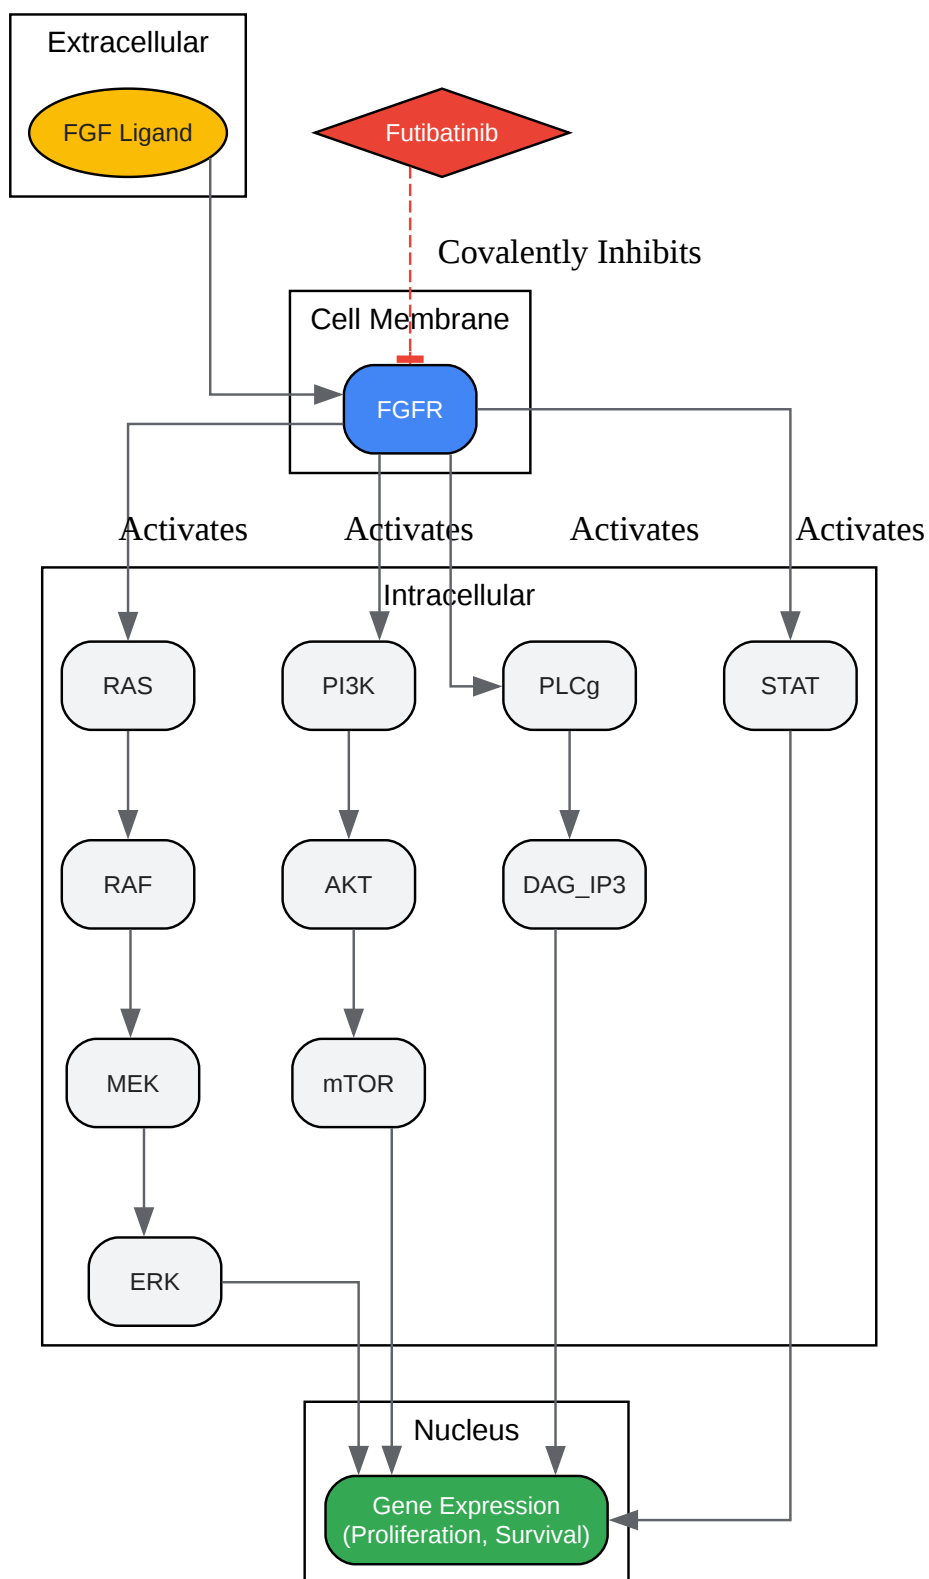 Extracellular
FGF Ligand
Futibatinib
Covalently Inhibits
Cell Membrane
FGFR
Activates
Activates
Activates
Activates
Intracellular
RAS
PI3K
PLCg
STAT
RAF
AKT
DAG_IP3
MEK
mTOR
ERK
Nucleus
Gene Expression
(Proliferation, Survival)